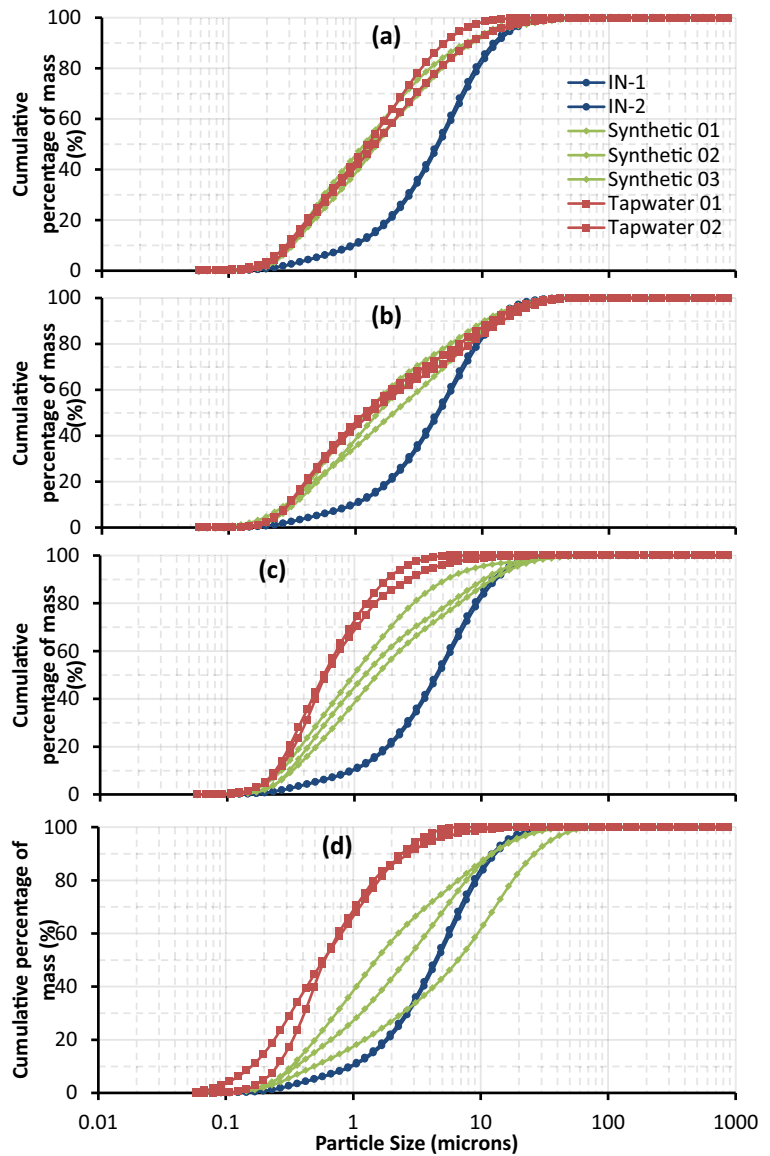 (a)
100
80
60
40
20
0
Cumulative
percentage of mass
(%)
IN-1
IN-2
Synthetic 01
Synthetic 02
Synthetic 03
Tapwater 01
Tapwater 02
(b)
100
80
60
40
20
0
Cumulative
percentage of mass
(%)
(c)
100
80
60
40
20
0
Cumulative
percentage of mass
(%)
(d)
100
80
60
40
20
0
Cumulative percentage of
mass (%)
0.01 0.1 1 10 100 1000
Particle Size (microns)